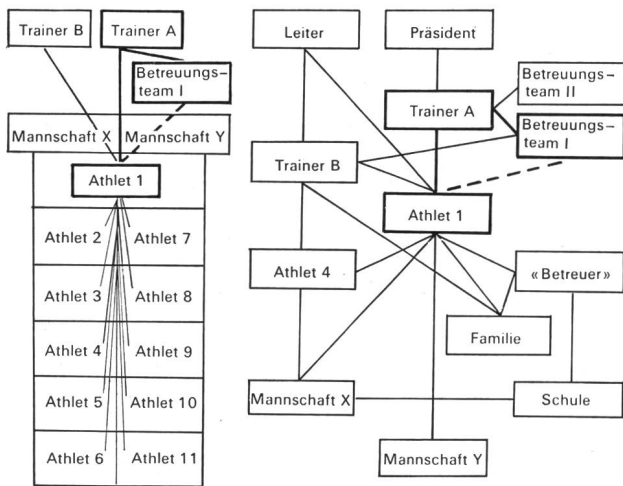 Trainer B
Trainer A
Betreuungs-
team I
Mannschaft X
Mannschaft Y
Athlet 1
Athlet 2
Athlet 7
Athlet 3
Athlet 8
Athlet 4
Athlet 9
Athlet 5
Athlet 10
Athlet 6
Athlet 11
Leiter
Präsident
Betreuungs-
team II
Trainer A
Betreuungs-
team I
Trainer B
Athlet 1
Athlet 4
«Betreuer»
Familie
Mannschaft X
Schule
Mannschaft Y